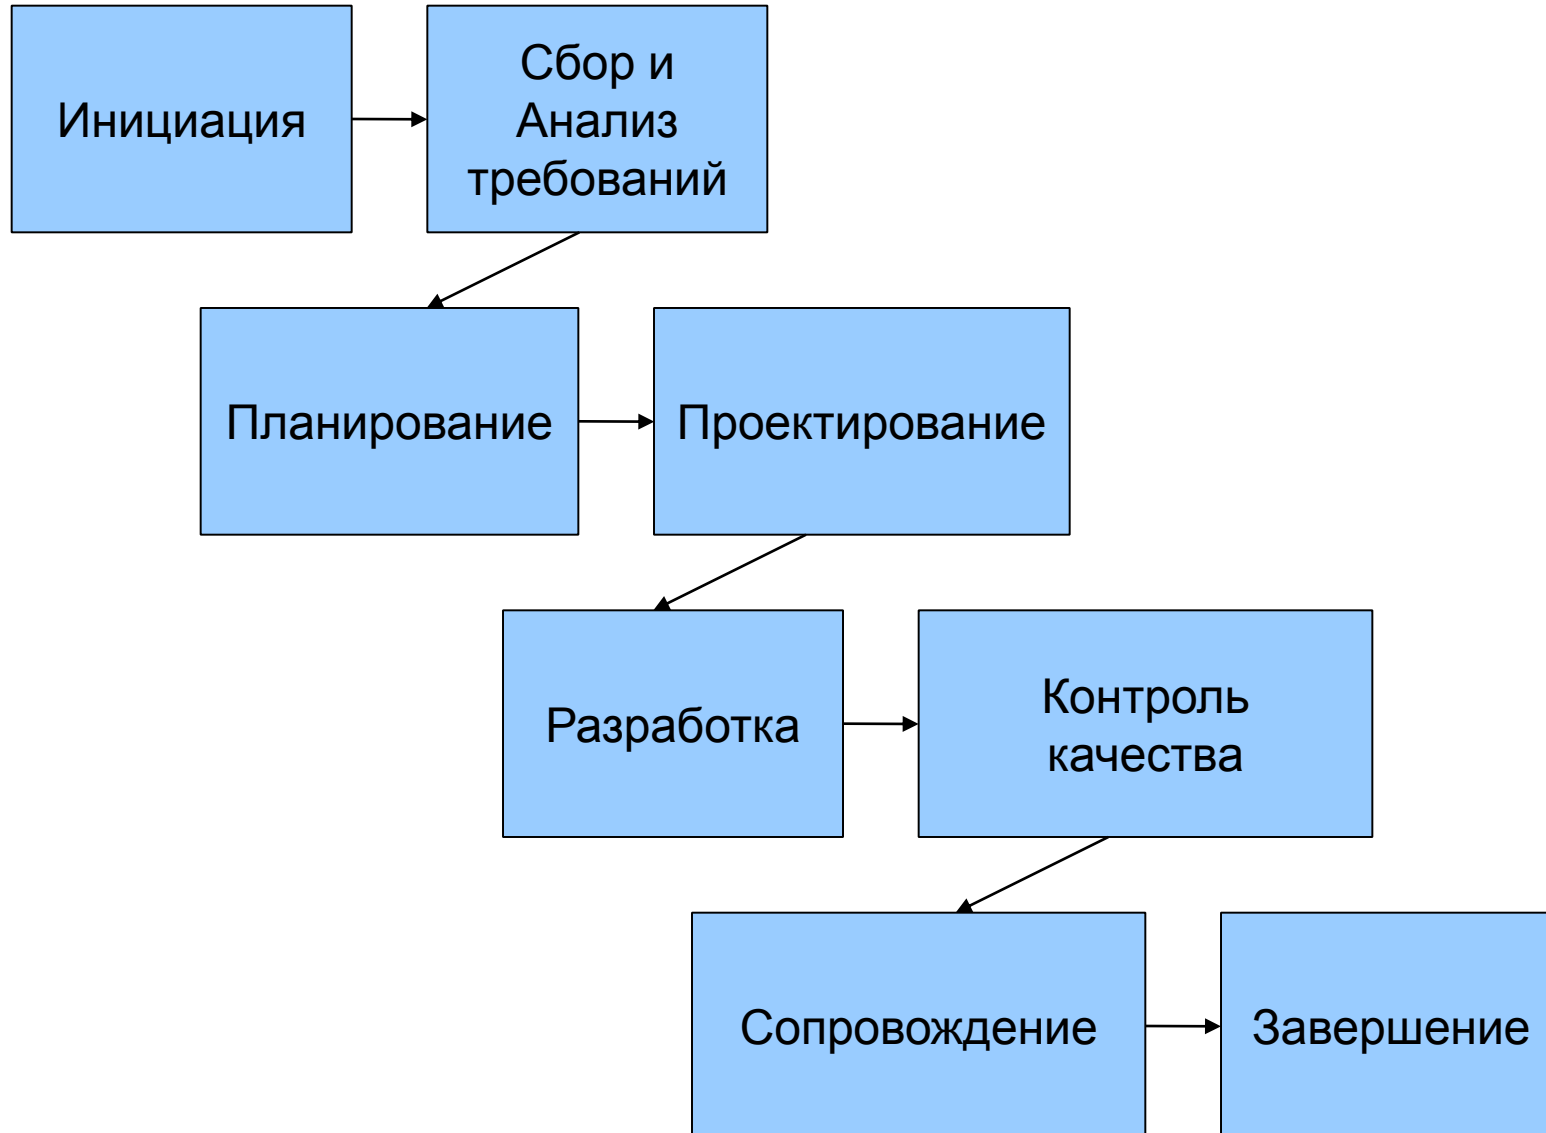 Инициация
Сбор и
Анализ
требований
Планирование
Проектирование
Разработка
Контроль
качества
Сопровождение
Завершение